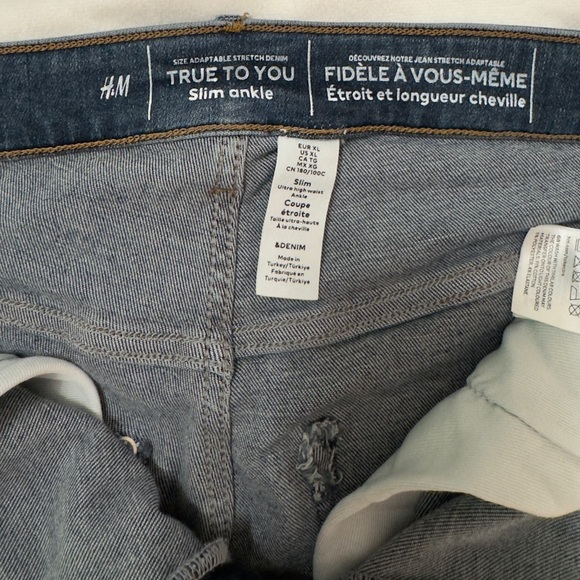 H&M
SIZE ADAPTABLE STRETCH DENIM
TRUE TO YOU
Slim ankle
DÉCOUVREZ NOTRE JEAN STRETCH ADAPTABLE
FIDÈLE À VOUS-MÊME
Étroit et longueur cheville
EUR XL
US XL
CA TG
MX XG
CN 180/100C
Slim
Ultra high waist
Ankle
Coupe
étroite
Taille ultra-haute
À la cheville
&DENIM
Made in
Turkey/Türkiye
Fabriqué en
Turquie/Türkiye